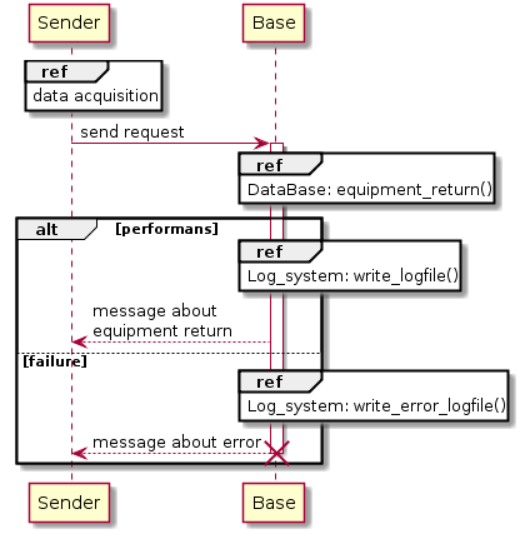 Sender
Base
ref
data acquisition
send request
ref
DataBase: equipment_return()
alt
[performans]
ref
Log_system: write_logfile()
message about
equipment return
[failure]
ref
Log_system: write_error_logfile()
message about error
Sender
Base